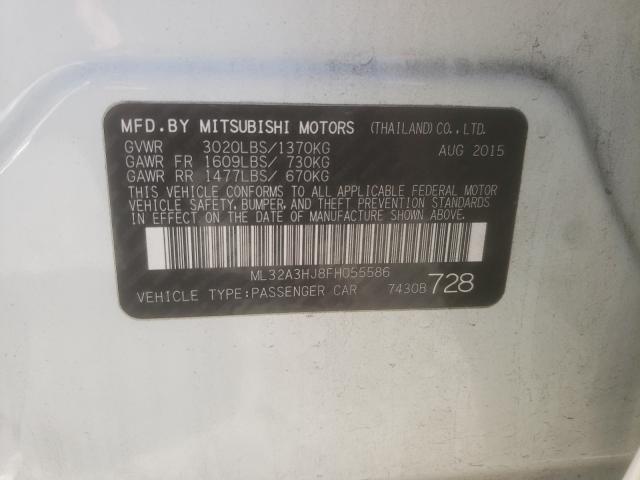 MFD.BY MITSUBISHI MOTORS (THAILAND)CO.,LTD.
GVWR 3020LBS/1370KG AUG 2015
GAWR FR 1609LBS/ 730KG
GAWR RR 1477LBS/ 670KG
THIS VEHICLE CONFORMS TO ALL APPLICABLE FEDERAL MOTOR
VEHICLE SAFETY, BUMPER, AND THEFT PREVENTION STANDARDS
IN EFFECT ON THE DATE OF MANUFACTURE SHOWN ABOVE.
ML32A3HJ8FH055586
VEHICLE TYPE:PASSENGER CAR 74308 728